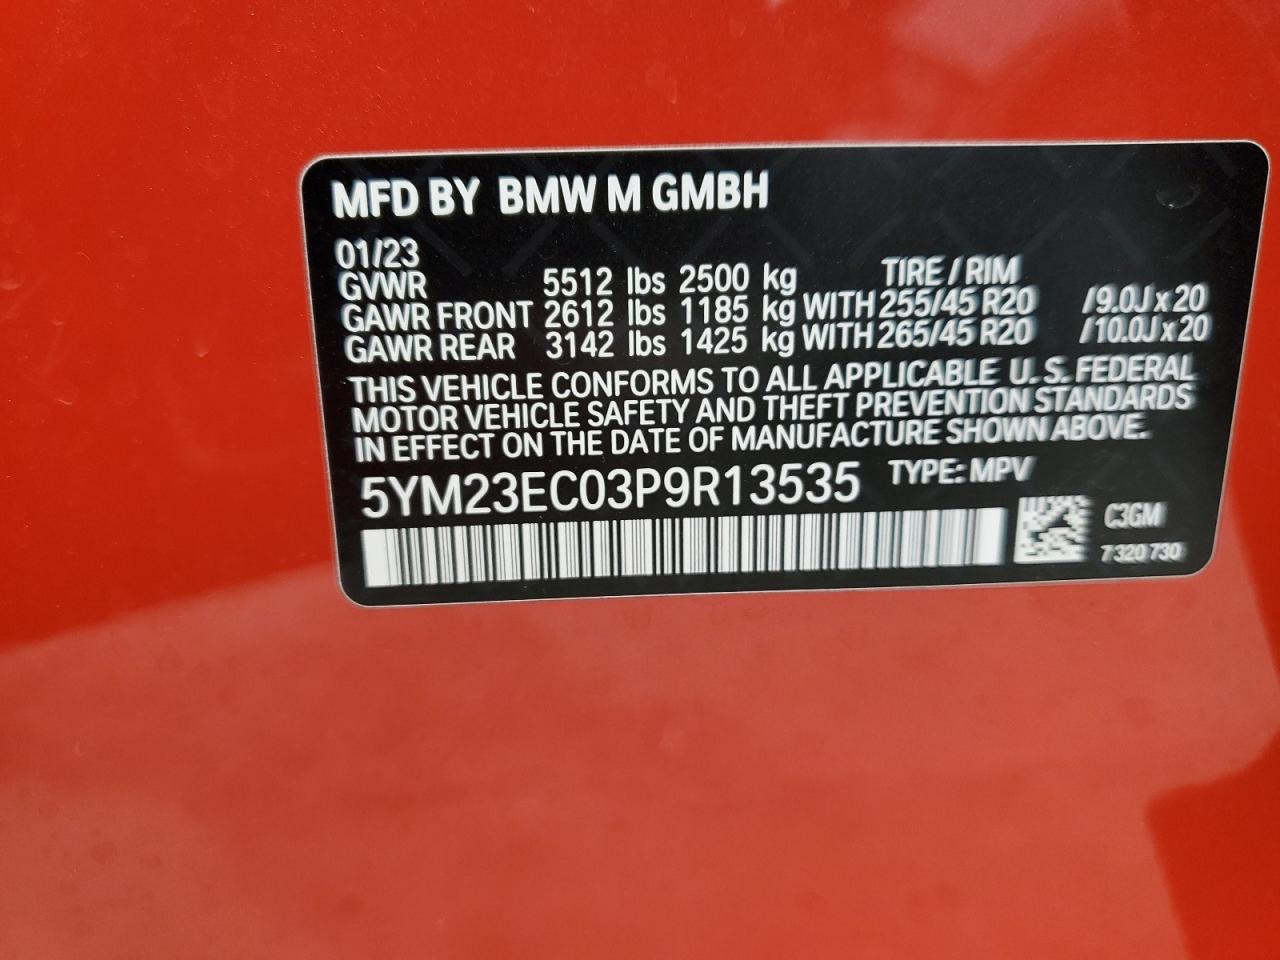 MFD BY BMW M GMBH
01/23
GVWR 5512 lbs 2500 kg TIRE / RIM
GAWR FRONT 2612 lbs 1185 kg WITH 255/45 R20 /9.0J x 20
GAWR REAR 3142 lbs 1425 kg WITH 265/45 R20 /10.0J x 20
THIS VEHICLE CONFORMS TO ALL APPLICABLE U. S. FEDERAL
MOTOR VEHICLE SAFETY AND THEFT PREVENTION STANDARDS
IN EFFECT ON THE DATE OF MANUFACTURE SHOWN ABOVE.
5YM23EC03P9R13535 TYPE: MPV
C3GM
7 320 730